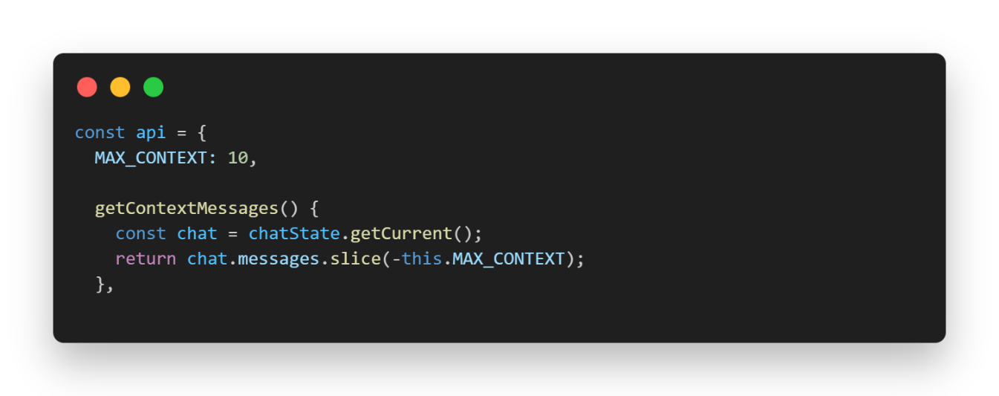 const api = {
  MAX_CONTEXT: 10,

  getContextMessages() {
    const chat = chatState.getCurrent();
    return chat.messages.slice(-this.MAX_CONTEXT);
  },